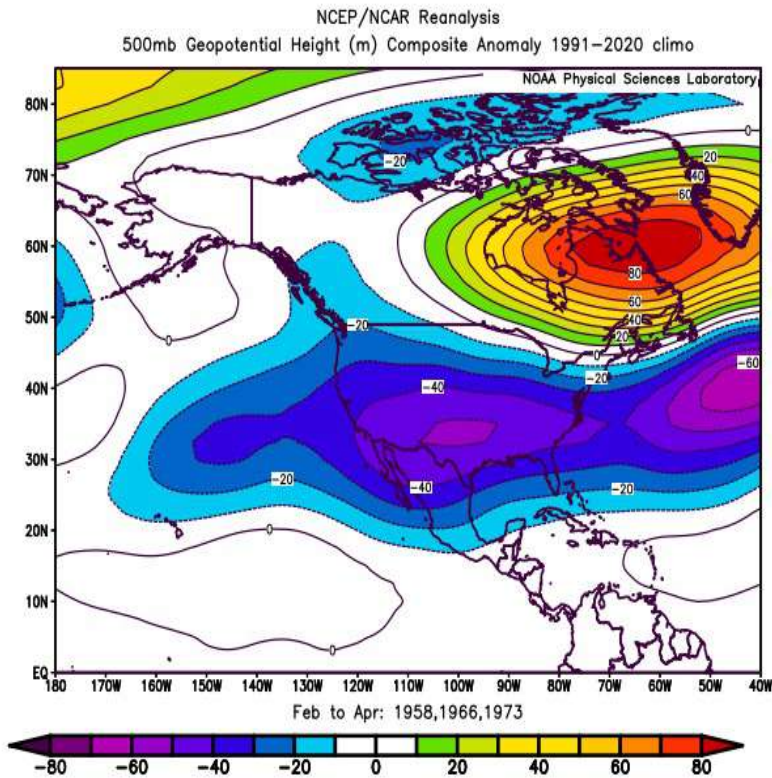 NCEP/NCAR Reanalysis
500mb Geopotential Height (m) Composite Anomaly 1991−2020 climo
NOAA Physical Sciences Laboratory
80N
0
70N
−20
20
40
60
60N
80
60
50N
−20
40
20
0
0
−60
40N
−40
−20
30N
−40
−20
−20
20N
0
10N
0
EQ
180 170W 160W 150W 140W 130W 120W 110W 100W 90W 80W 70W 60W 50W 40W
Feb to Apr: 1958,1966,1973
−80 −60 −40 −20 0 20 40 60 80